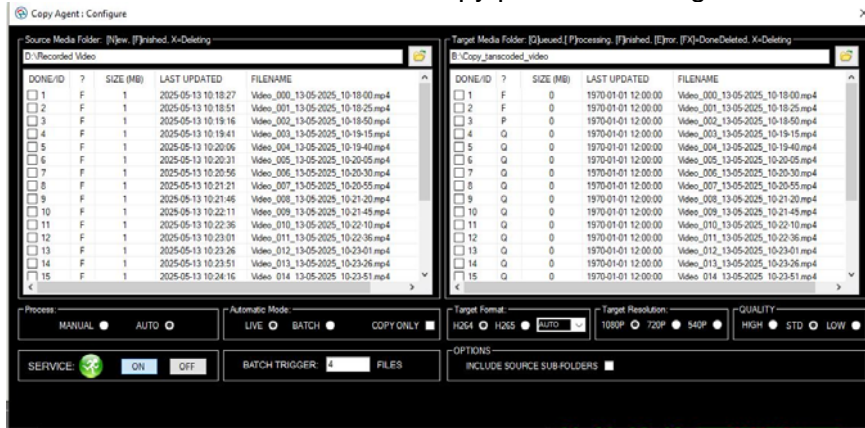 Copy Agent : Configure
Source Media Folder: [N]ew, [F]inished, X=Deleting
D:\Recorded Video
DONE/ID ? SIZE (MB) LAST UPDATED FILENAME
1 F 1 2025-05-13 10:18:27 Video_000_13-05-2025_10-18-00.mp4
2 F 1 2025-05-13 10:18:51 Video_001_13-05-2025_10-18-25.mp4
3 F 1 2025-05-13 10:19:16 Video_002_13-05-2025_10-18-50.mp4
4 F 1 2025-05-13 10:19:41 Video_003_13-05-2025_10-19-15.mp4
5 F 1 2025-05-13 10:20:06 Video_004_13-05-2025_10-19-40.mp4
6 F 1 2025-05-13 10:20:31 Video_005_13-05-2025_10-20-05.mp4
7 F 1 2025-05-13 10:20:56 Video_006_13-05-2025_10-20-30.mp4
8 F 1 2025-05-13 10:21:21 Video_007_13-05-2025_10-20-55.mp4
9 F 1 2025-05-13 10:21:46 Video_008_13-05-2025_10-21-20.mp4
10 F 1 2025-05-13 10:22:11 Video_009_13-05-2025_10-21-45.mp4
11 F 1 2025-05-13 10:22:36 Video_010_13-05-2025_10-22-10.mp4
12 F 1 2025-05-13 10:23:01 Video_011_13-05-2025_10-22-36.mp4
13 F 1 2025-05-13 10:23:26 Video_012_13-05-2025_10-23-01.mp4
14 F 1 2025-05-13 10:23:51 Video_013_13-05-2025_10-23-26.mp4
15 F 1 2025-05-13 10:24:16 Video_014_13-05-2025_10-23-51.mp4
Target Media Folder: [Q]ueued,[ P]rocessing, [F]inished, [E]rror, [FX]=DoneDeleted, X=Deleting
B:\Copy_tanscoded_video
DONE/ID ? SIZE (MB) LAST UPDATED FILENAME
1 F 0 1970-01-01 12:00:00 Video_000_13-05-2025_10-18-00.mp4
2 F 0 1970-01-01 12:00:00 Video_001_13-05-2025_10-18-25.mp4
3 P 0 1970-01-01 12:00:00 Video_002_13-05-2025_10-18-50.mp4
4 Q 0 1970-01-01 12:00:00 Video_003_13-05-2025_10-19-15.mp4
5 Q 0 1970-01-01 12:00:00 Video_004_13-05-2025_10-19-40.mp4
6 Q 0 1970-01-01 12:00:00 Video_005_13-05-2025_10-20-05.mp4
7 Q 0 1970-01-01 12:00:00 Video_006_13-05-2025_10-20-30.mp4
8 Q 0 1970-01-01 12:00:00 Video_007_13-05-2025_10-20-55.mp4
9 Q 0 1970-01-01 12:00:00 Video_008_13-05-2025_10-21-20.mp4
10 Q 0 1970-01-01 12:00:00 Video_009_13-05-2025_10-21-45.mp4
11 Q 0 1970-01-01 12:00:00 Video_010_13-05-2025_10-22-10.mp4
12 Q 0 1970-01-01 12:00:00 Video_011_13-05-2025_10-22-36.mp4
13 Q 0 1970-01-01 12:00:00 Video_012_13-05-2025_10-23-01.mp4
14 Q 0 1970-01-01 12:00:00 Video_013_13-05-2025_10-23-26.mp4
15 Q 0 1970-01-01 12:00:00 Video_014_13-05-2025_10-23-51.mp4
Process:
MANUAL AUTO
Automatic Mode:
LIVE BATCH COPY ONLY
Target Format:
H264 H265 AUTO
Target Resolution:
1080P 720P 540P
QUALITY
HIGH STD LOW
SERVICE: ON OFF
BATCH TRIGGER: 4 FILES
OPTIONS
INCLUDE SOURCE SUB-FOLDERS